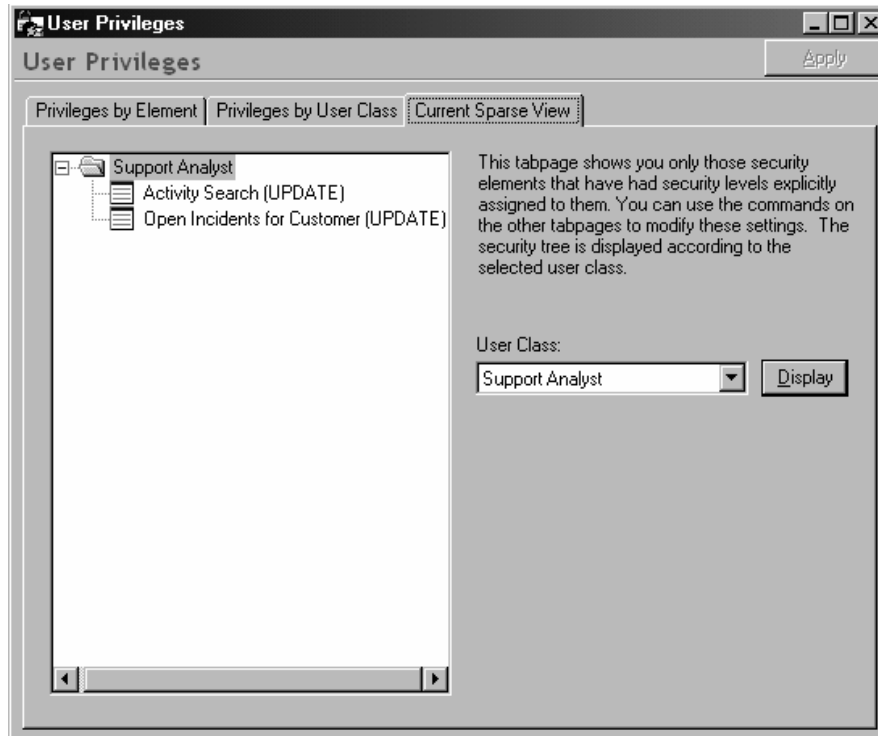 User Privileges
User Privileges
Apply
Privileges by Element
Privileges by User Class
Current Sparse View
Support Analyst
Activity Search (UPDATE)
Open Incidents for Customer (UPDATE)
This tabpage shows you only those security
elements that have had security levels explicitly
assigned to them. You can use the commands on
the other tabpages to modify these settings.  The
security tree is displayed according to the
selected user class.
User Class:
Support Analyst
Display